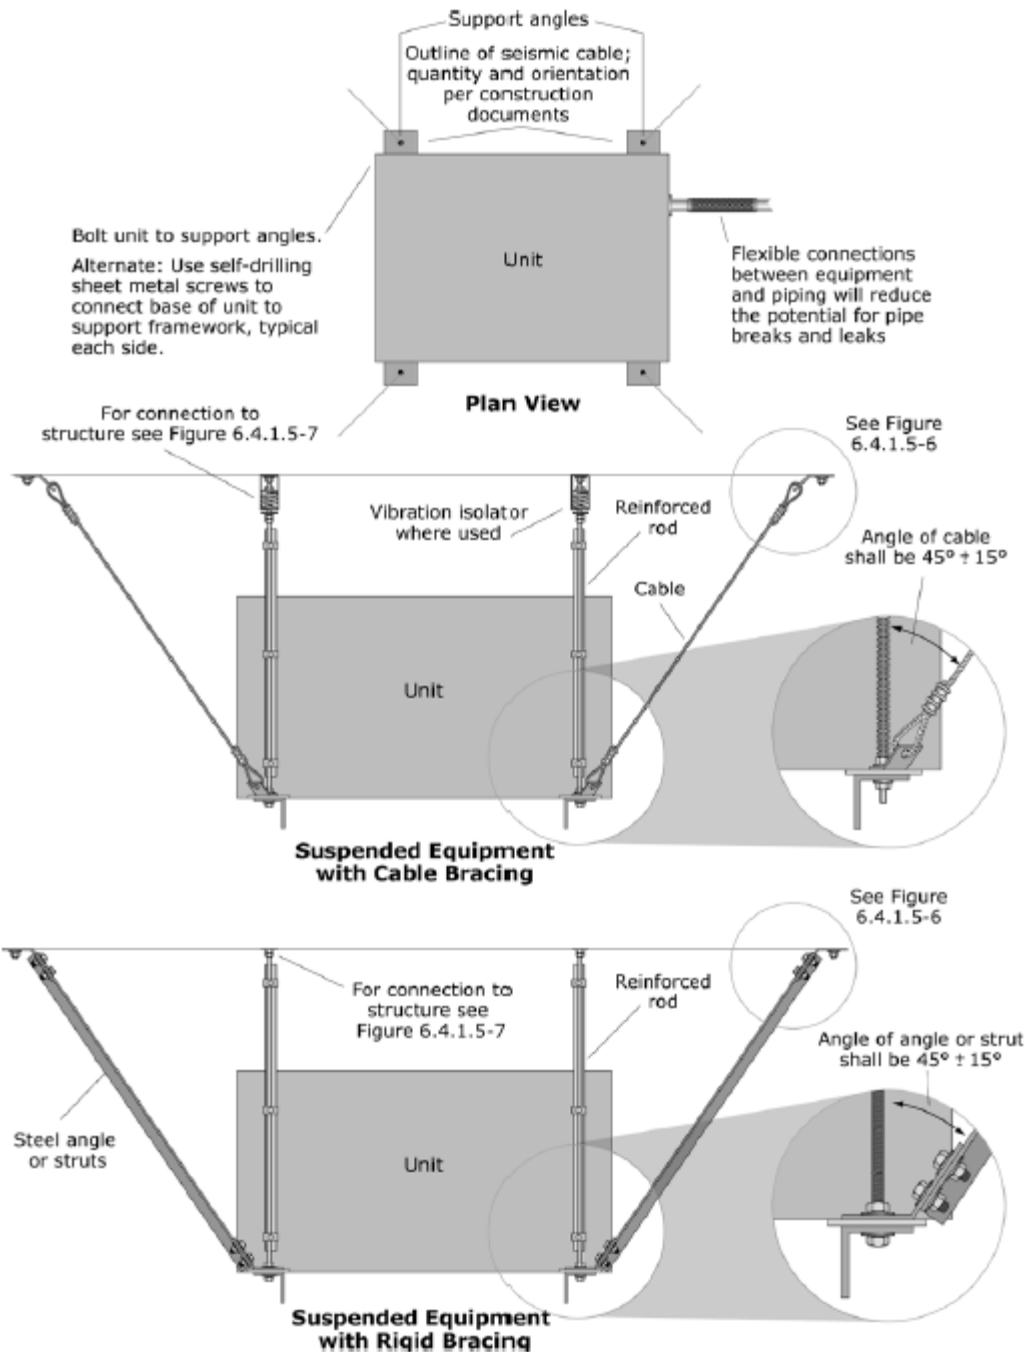 Support angles
Outline of seismic cable;
quantity and orientation
per construction
documents
Bolt unit to support angles.
Alternate: Use self-drilling
sheet metal screws to
connect base of unit to
support framework, typical
each side.
Unit
Flexible connections
between equipment
and piping will reduce
the potential for pipe
breaks and leaks
Plan View
For connection to
structure see Figure 6.4.1.5-7
See Figure
6.4.1.5-6
Vibration isolator
where used
Reinforced
rod
Angle of cable
shall be 45° ± 15°
Cable
Unit
Suspended Equipment
with Cable Bracing
See Figure
6.4.1.5-6
For connection to
structure see
Figure 6.4.1.5-7
Reinforced
rod
Angle of angle or strut
shall be 45° ± 15°
Steel angle
or struts
Unit
Suspended Equipment
with Rigid Bracing